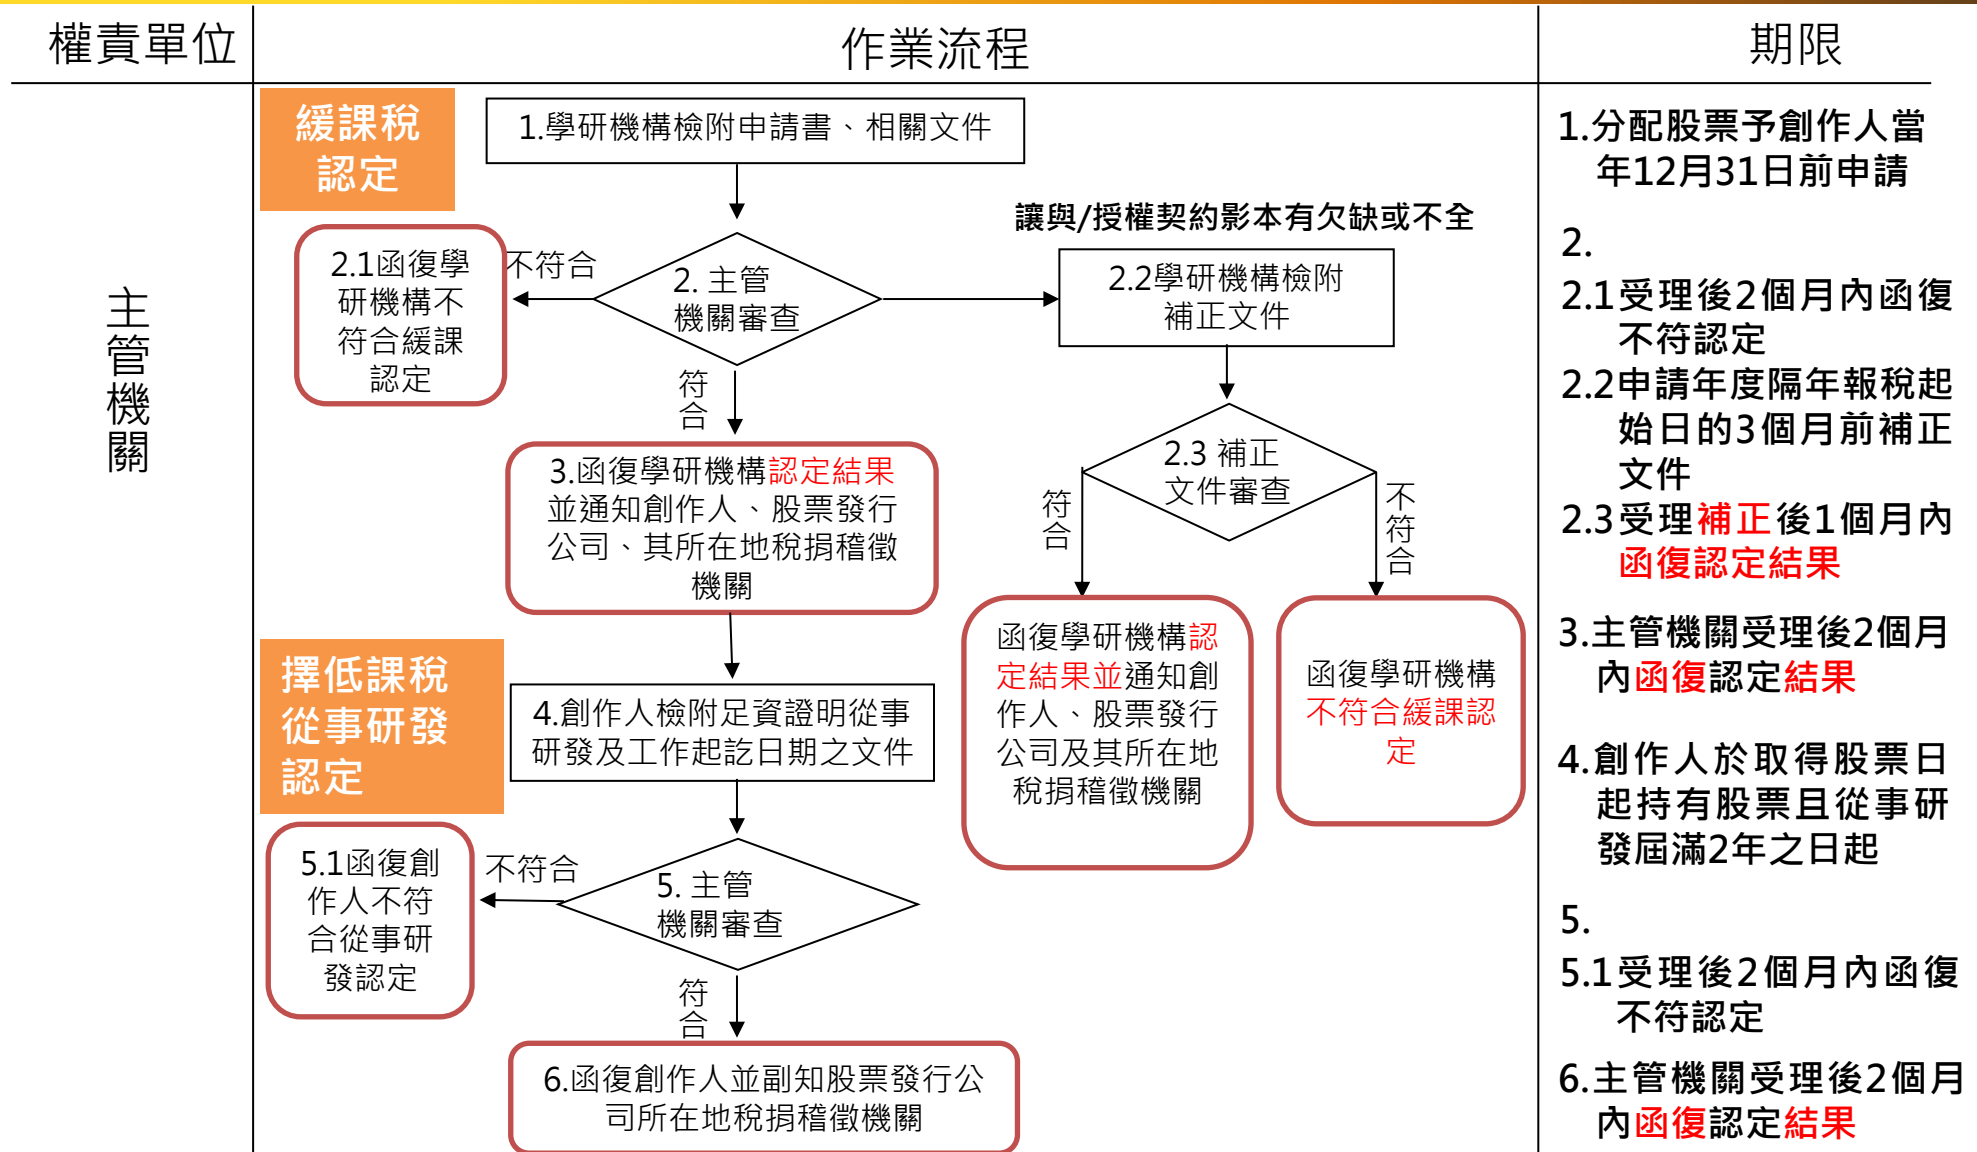 權責單位
作業流程
期限
主管機關
緩課稅
認定
1.學研機構檢附申請書、相關文件
2. 主管
機關審查
不符合
2.1函復學
研機構不
符合緩課
認定
讓與/授權契約影本有欠缺或不全
2.2學研機構檢附
補正文件
符合
2.3 補正
文件審查
符合
不符合
3.函復學研機構認定結果
並通知創作人、股票發行
公司、其所在地稅捐稽徵
機關
函復學研機構認
定結果並通知創
作人、股票發行
公司及其所在地
稅捐稽徵機關
函復學研機構
不符合緩課認
定
擇低課稅
從事研發
認定
4.創作人檢附足資證明從事
研發及工作起訖日期之文件
5. 主管
機關審查
不符合
5.1函復創
作人不符
合從事研
發認定
符合
6.函復創作人並副知股票發行公
司所在地稅捐稽徵機關
1.分配股票予創作人當
年12月31日前申請
2.
2.1受理後2個月內函復
不符認定
2.2申請年度隔年報稅起
始日的3個月前補正
文件
2.3受理補正後1個月內
函復認定結果
3.主管機關受理後2個月
內函復認定結果
4.創作人於取得股票日
起持有股票且從事研
發屆滿2年之日起
5.
5.1受理後2個月內函復
不符認定
6.主管機關受理後2個月
內函復認定結果